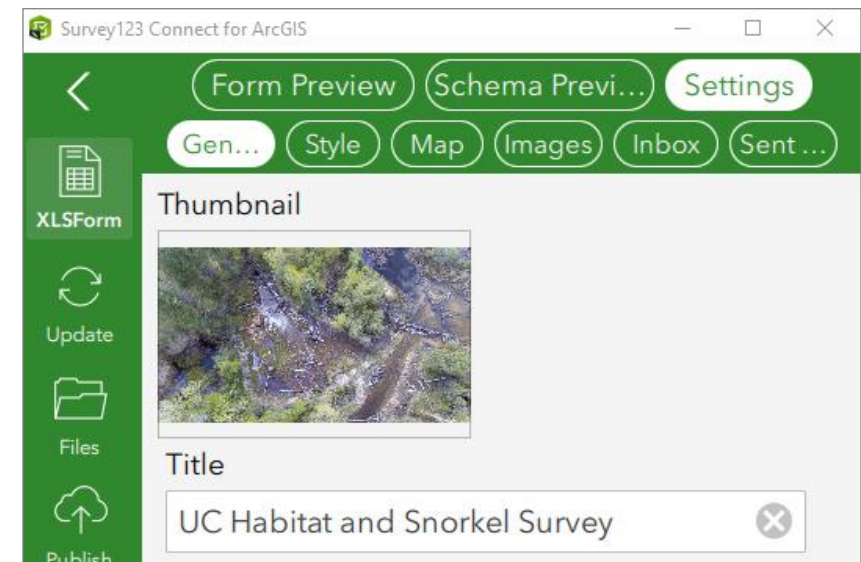 Survey123 Connect for ArcGIS
Form Preview Schema Previ... Settings
Gen... Style Map Images Inbox Sent ...
XLSForm
Update
Files
Publish
Thumbnail
Title
UC Habitat and Snorkel Survey